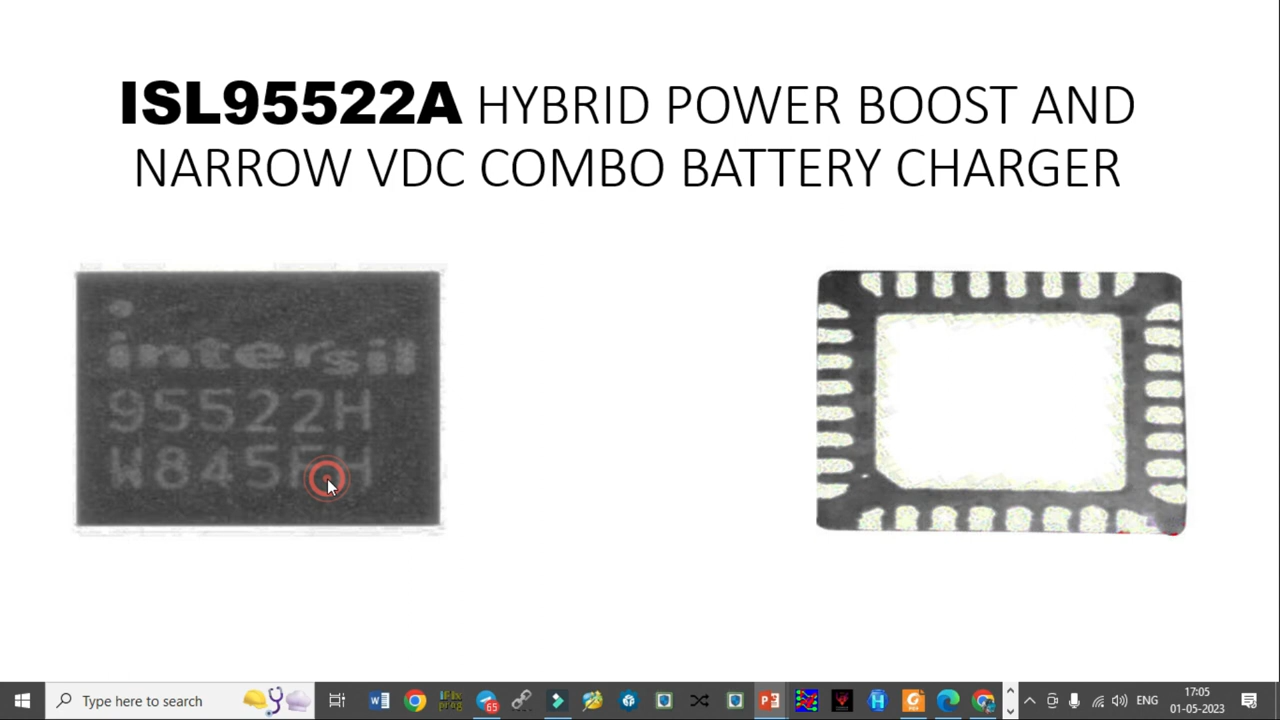 ISL95522A HYBRID POWER BOOST AND
NARROW VDC COMBO BATTERY CHARGER
intersil
95522H
Type here to search
65
ENG
17:05
01-05-2023